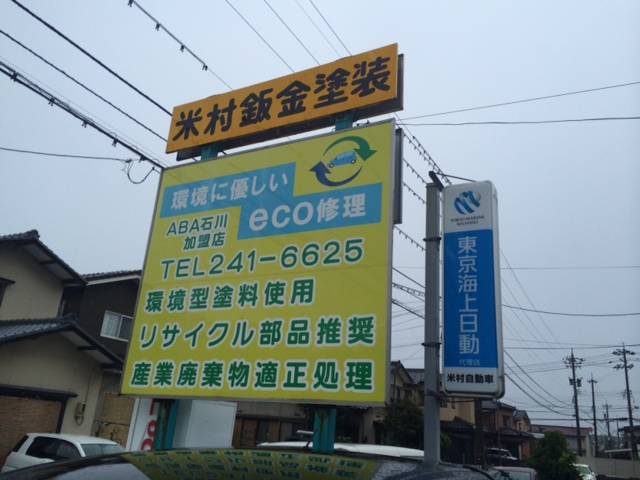 米村鈑金塗装
環境に優しい
eco修理
ABA石川
加盟店
TEL241-6625
環境型塗料使用
リサイクル部品推奨
産業廃棄物適正処理
東京海上日動
代理店
米村自動車